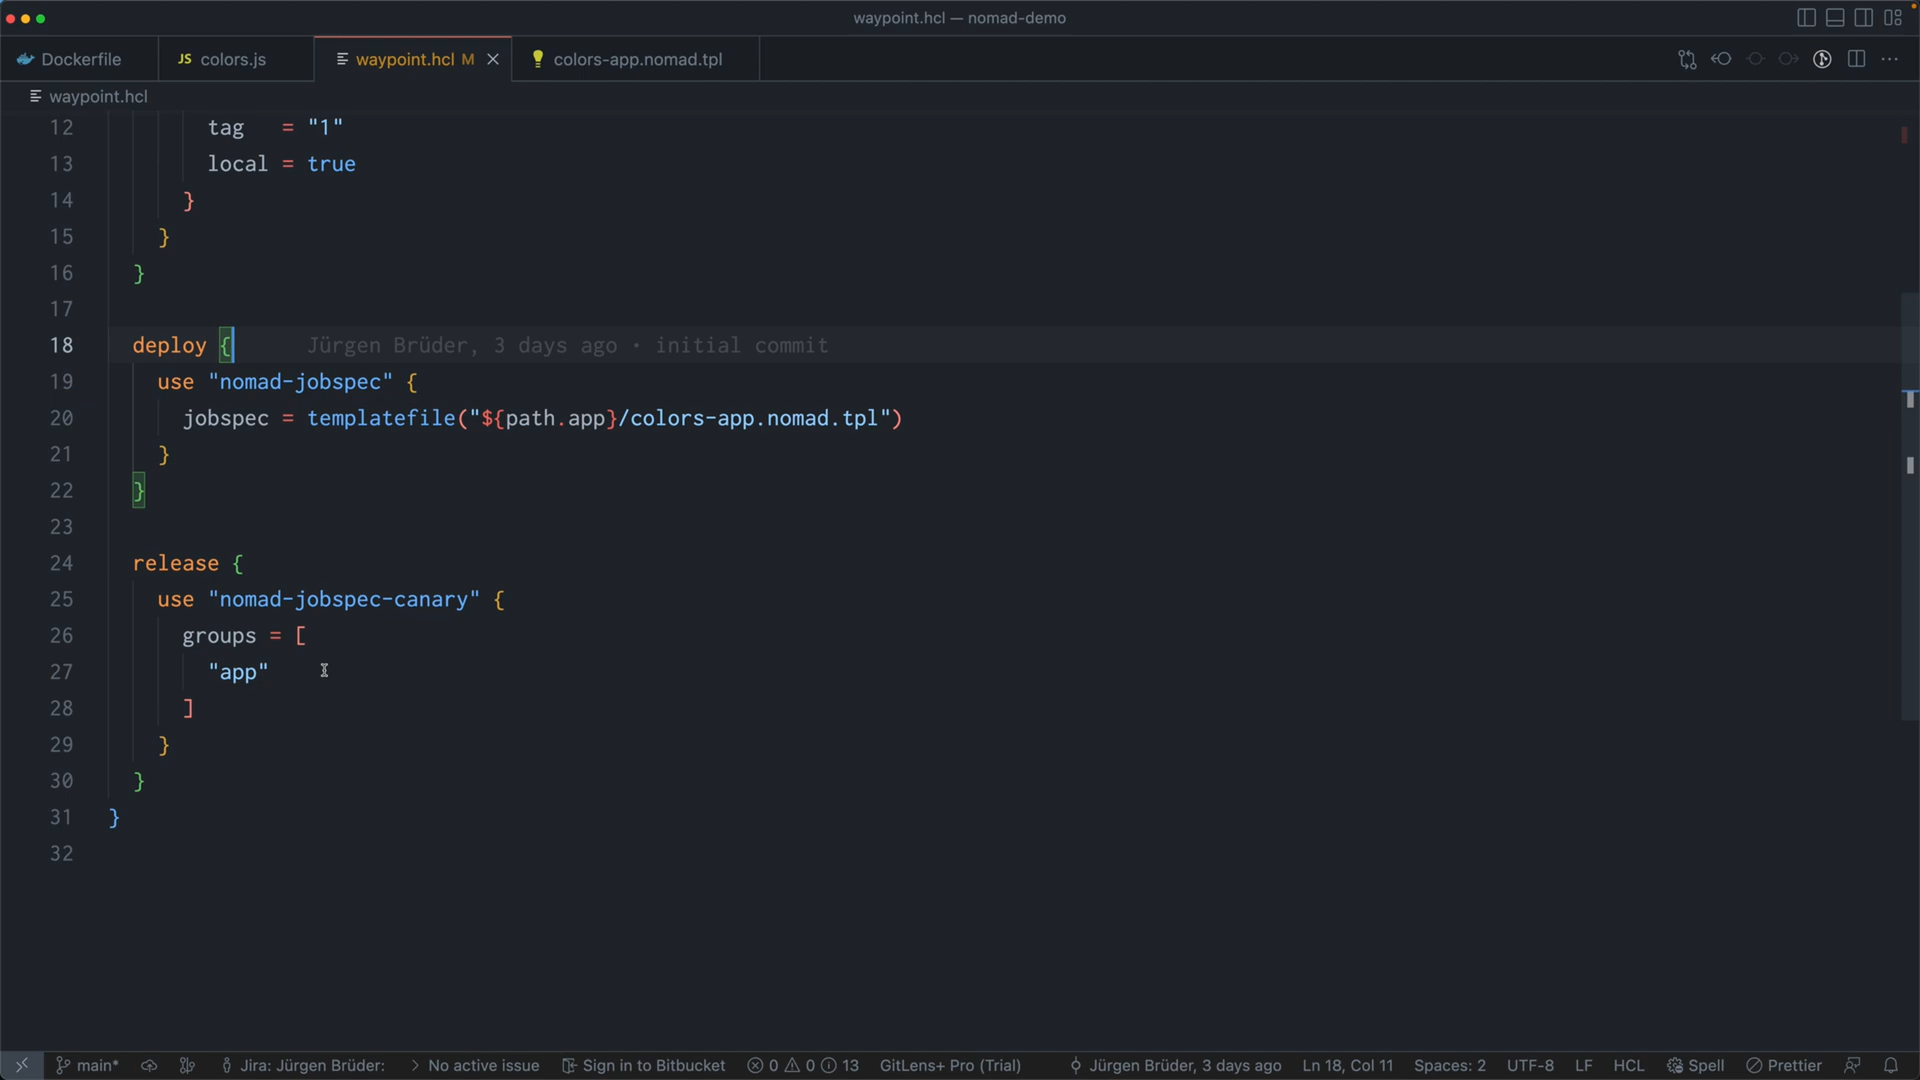 waypoint.hcl — nomad-demo
Dockerfile
JS colors.js
waypoint.hcl M
colors-app.nomad.tpl
waypoint.hcl
12 tag = "1"
13 local = true
14 }
15 }
16 }
17
18 deploy { Jürgen Brüder, 3 days ago • initial commit
19 use "nomad-jobspec" {
20 jobspec = templatefile("${path.app}/colors-app.nomad.tpl")
21 }
22 }
23
24 release {
25 use "nomad-jobspec-canary" {
26 groups = [
27 "app"
28 ]
29 }
30 }
31 }
32
main* Jira: Jürgen Brüder: No active issue Sign in to Bitbucket 0 0 13 GitLens+ Pro (Trial) Jürgen Brüder, 3 days ago Ln 18, Col 11 Spaces: 2 UTF-8 LF HCL Spell Prettier